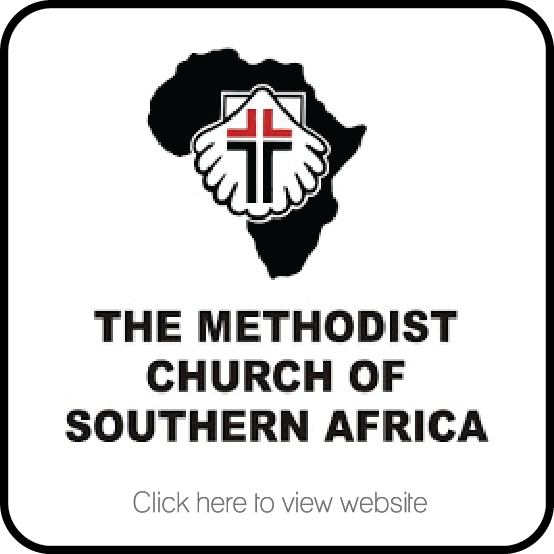 THE METHODIST
CHURCH OF
SOUTHERN AFRICA
Click here to view website